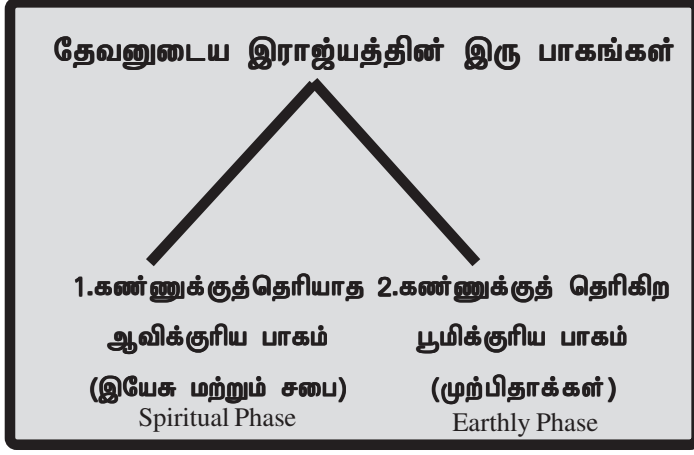 தேவனுடைய இராஜ்யத்தின் இரு பாகங்கள்
1.கண்ணுக்குத்தெரியாத 2.கண்ணுக்குத் தெரிகிற
ஆவிக்குரிய பாகம் பூமிக்குரிய பாகம்
(இயேசு மற்றும் சபை) (முற்பிதாக்கள்)
Spiritual Phase Earthly Phase